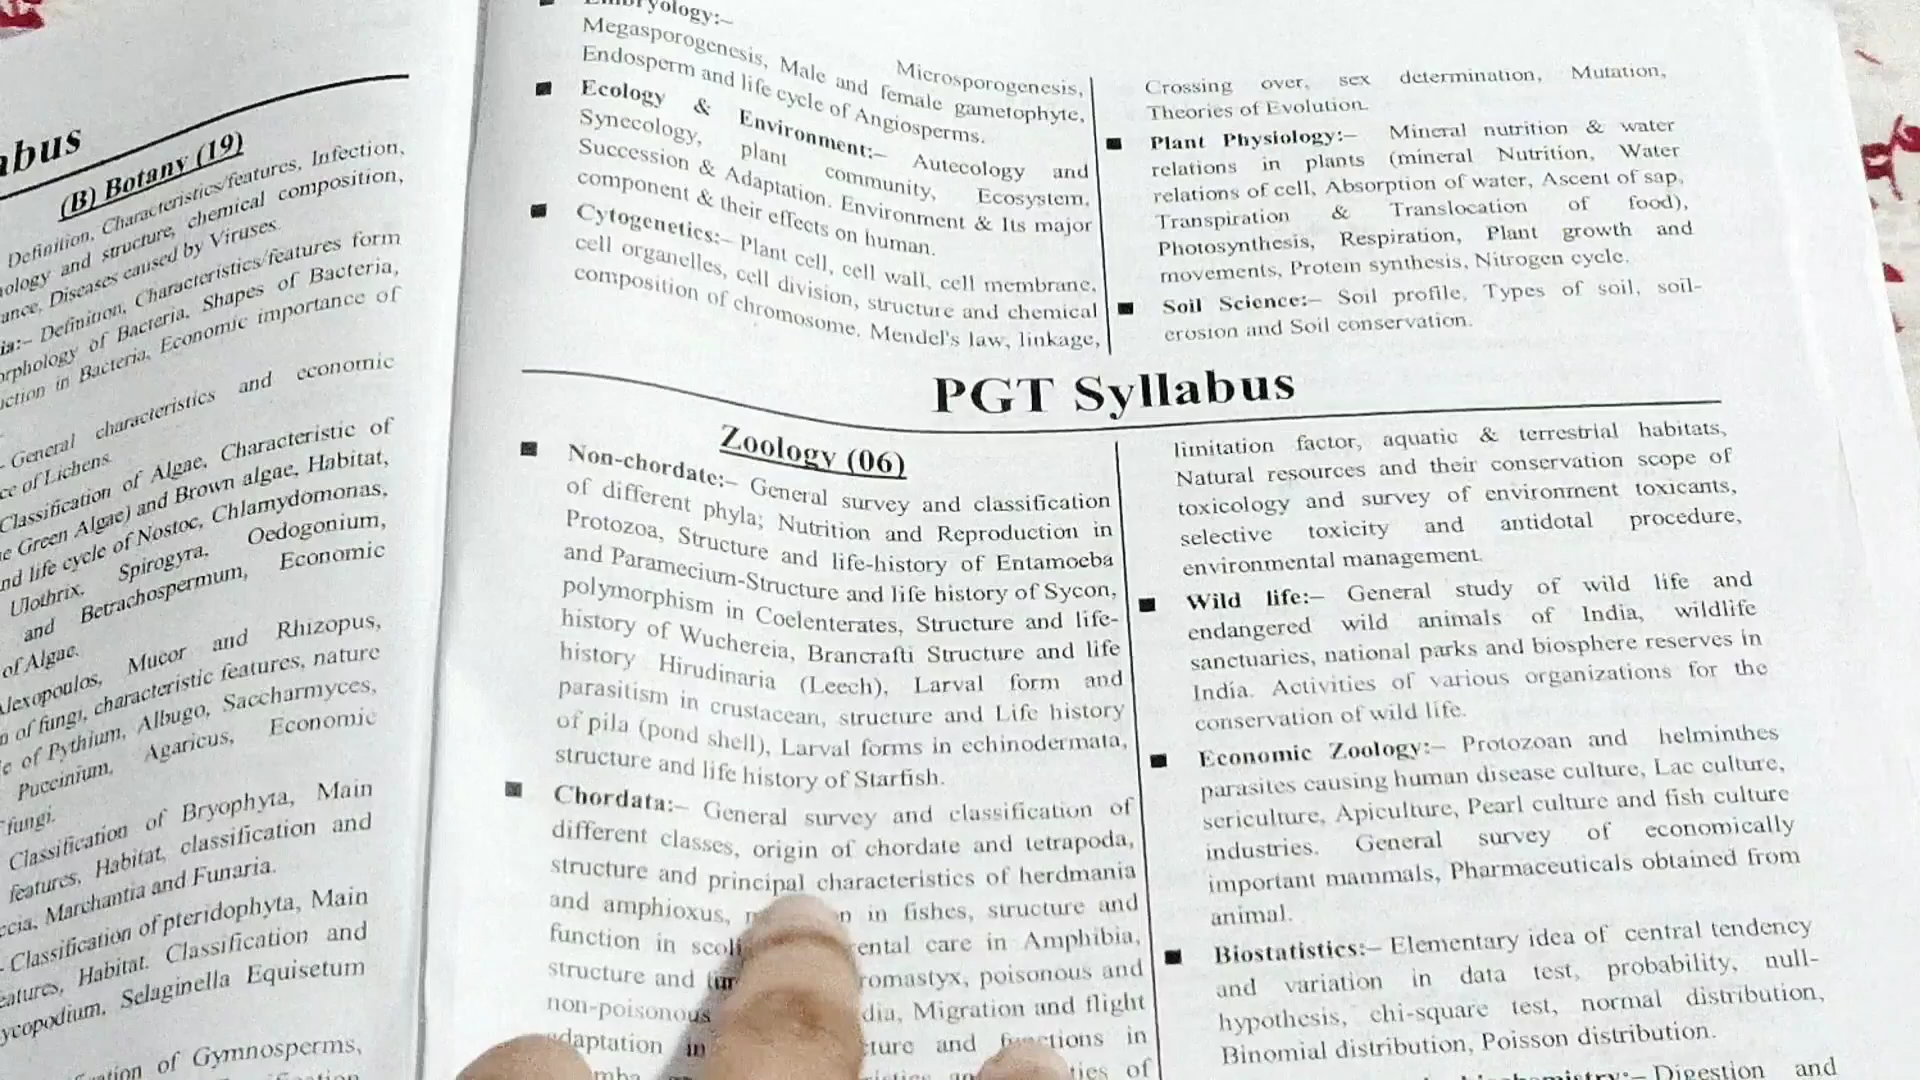 abus
(B) Botany (19)
Definition, Characteristics/features, Infection,
ology and structure, chemical composition,
ance, Diseases caused by Viruses.
ia:– Definition, Characteristics/features form
orphology of Bacteria, Shapes of Bacteria,
uction in Bacteria, Economic importance of
General characteristics and economic
ce of Lichens.
Classification of Algae, Characteristic of
e Green Algae) and Brown algae, Habitat,
nd life cycle of Nostoc, Chlamydomonas,
Ulothrix, Spirogyra, Oedogonium,
and Betrachospermum, Economic
of Algae.
Alexopoulos, Mucor and Rhizopus,
n of fungi, characteristic features, nature
e of Pythium, Albugo, Saccharmyces,
Puccinium, Agaricus, Economic
fungi.
Classification of Bryophyta, Main
features, Habitat, classification and
ccia, Marchantia and Funaria.
Classification of pteridophyta, Main
eatures, Habitat. Classification and
ycopodium, Selaginella Equisetum
of Gymnosperms,
Embryology:–
Microsporogenesis,
Megasporogenesis, Male and female gametophyte,
Endosperm and life cycle of Angiosperms.
Ecology & Environment:– Autecology and
Synecology, plant community, Ecosystem,
Succession & Adaptation. Environment & Its major
component & their effects on human.
Cytogenetics:– Plant cell, cell wall, cell membrane,
cell organelles, cell division, structure and chemical
composition of chromosome, Mendel's law, linkage,
Crossing over, sex determination, Mutation,
Theories of Evolution.
Plant Physiology:– Mineral nutrition & water
relations in plants (mineral Nutrition, Water
relations of cell, Absorption of water, Ascent of sap,
Transpiration & Translocation of food),
Photosynthesis, Respiration, Plant growth and
movements, Protein synthesis, Nitrogen cycle.
Soil Science:– Soil profile, Types of soil, soil-
erosion and Soil conservation.
PGT Syllabus
Zoology (06)
Non-chordate:– General survey and classification
of different phyla; Nutrition and Reproduction in
Protozoa, Structure and life-history of Entamoeba
and Paramecium-Structure and life history of Sycon,
polymorphism in Coelenterates, Structure and life-
history of Wuchereia, Brancrafti Structure and life
history Hirudinaria (Leech), Larval form and
parasitism in crustacean, structure and Life history
of pila (pond shell), Larval forms in echinodermata,
structure and life history of Starfish.
Chordata:– General survey and classification of
different classes, origin of chordate and tetrapoda,
structure and principal characteristics of herdmania
and amphioxus, n in fishes, structure and
function in scoli ental care in Amphibia,
structure and romastyx, poisonous and
non-poisonous dia, Migration and flight
adaptation in ture and functions in
ties of
limitation factor, aquatic & terrestrial habitats,
Natural resources and their conservation scope of
toxicology and survey of environment toxicants,
selective toxicity and antidotal procedure,
environmental management.
Wild life:– General study of wild life and
endangered wild animals of India, wildlife
sanctuaries, national parks and biosphere reserves in
India. Activities of various organizations for the
conservation of wild life.
Economic Zoology:– Protozoan and helminthes
parasites causing human disease culture, Lac culture,
sericulture, Apiculture, Pearl culture and fish culture
industries. General survey of economically
important mammals, Pharmaceuticals obtained from
animal.
Biostatistics:– Elementary idea of central tendency
and variation in data test, probability, null-
hypothesis, chi-square test, normal distribution,
Binomial distribution, Poisson distribution.
Digestion and